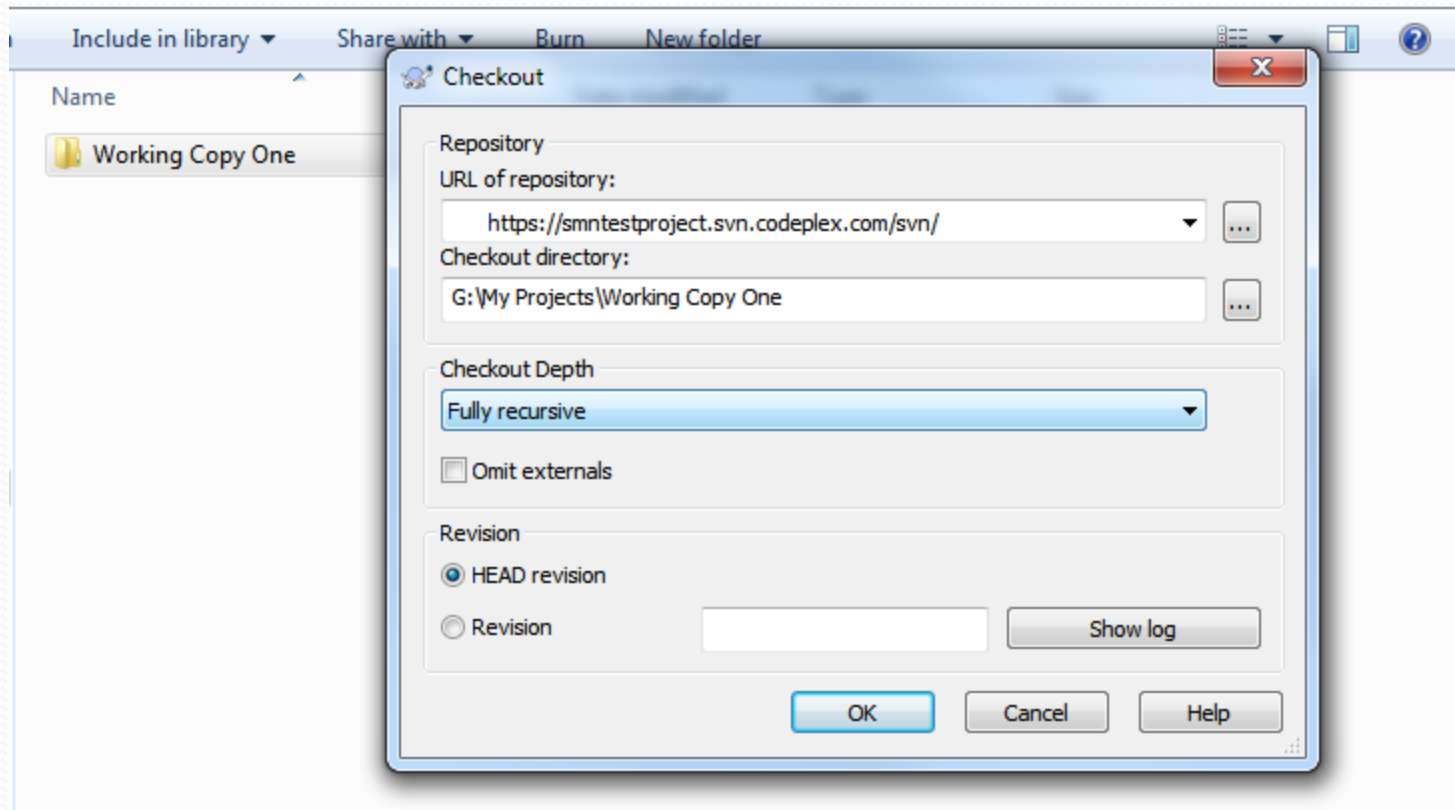 Include in library Share with Burn New folder
Checkout
Name
Working Copy One
Repository
URL of repository:
https://smntestproject.svn.codeplex.com/svn/
...
Checkout directory:
G:\My Projects\Working Copy One
...
Checkout Depth
Fully recursive
Omit externals
Revision
HEAD revision
Revision Show log
OK Cancel Help